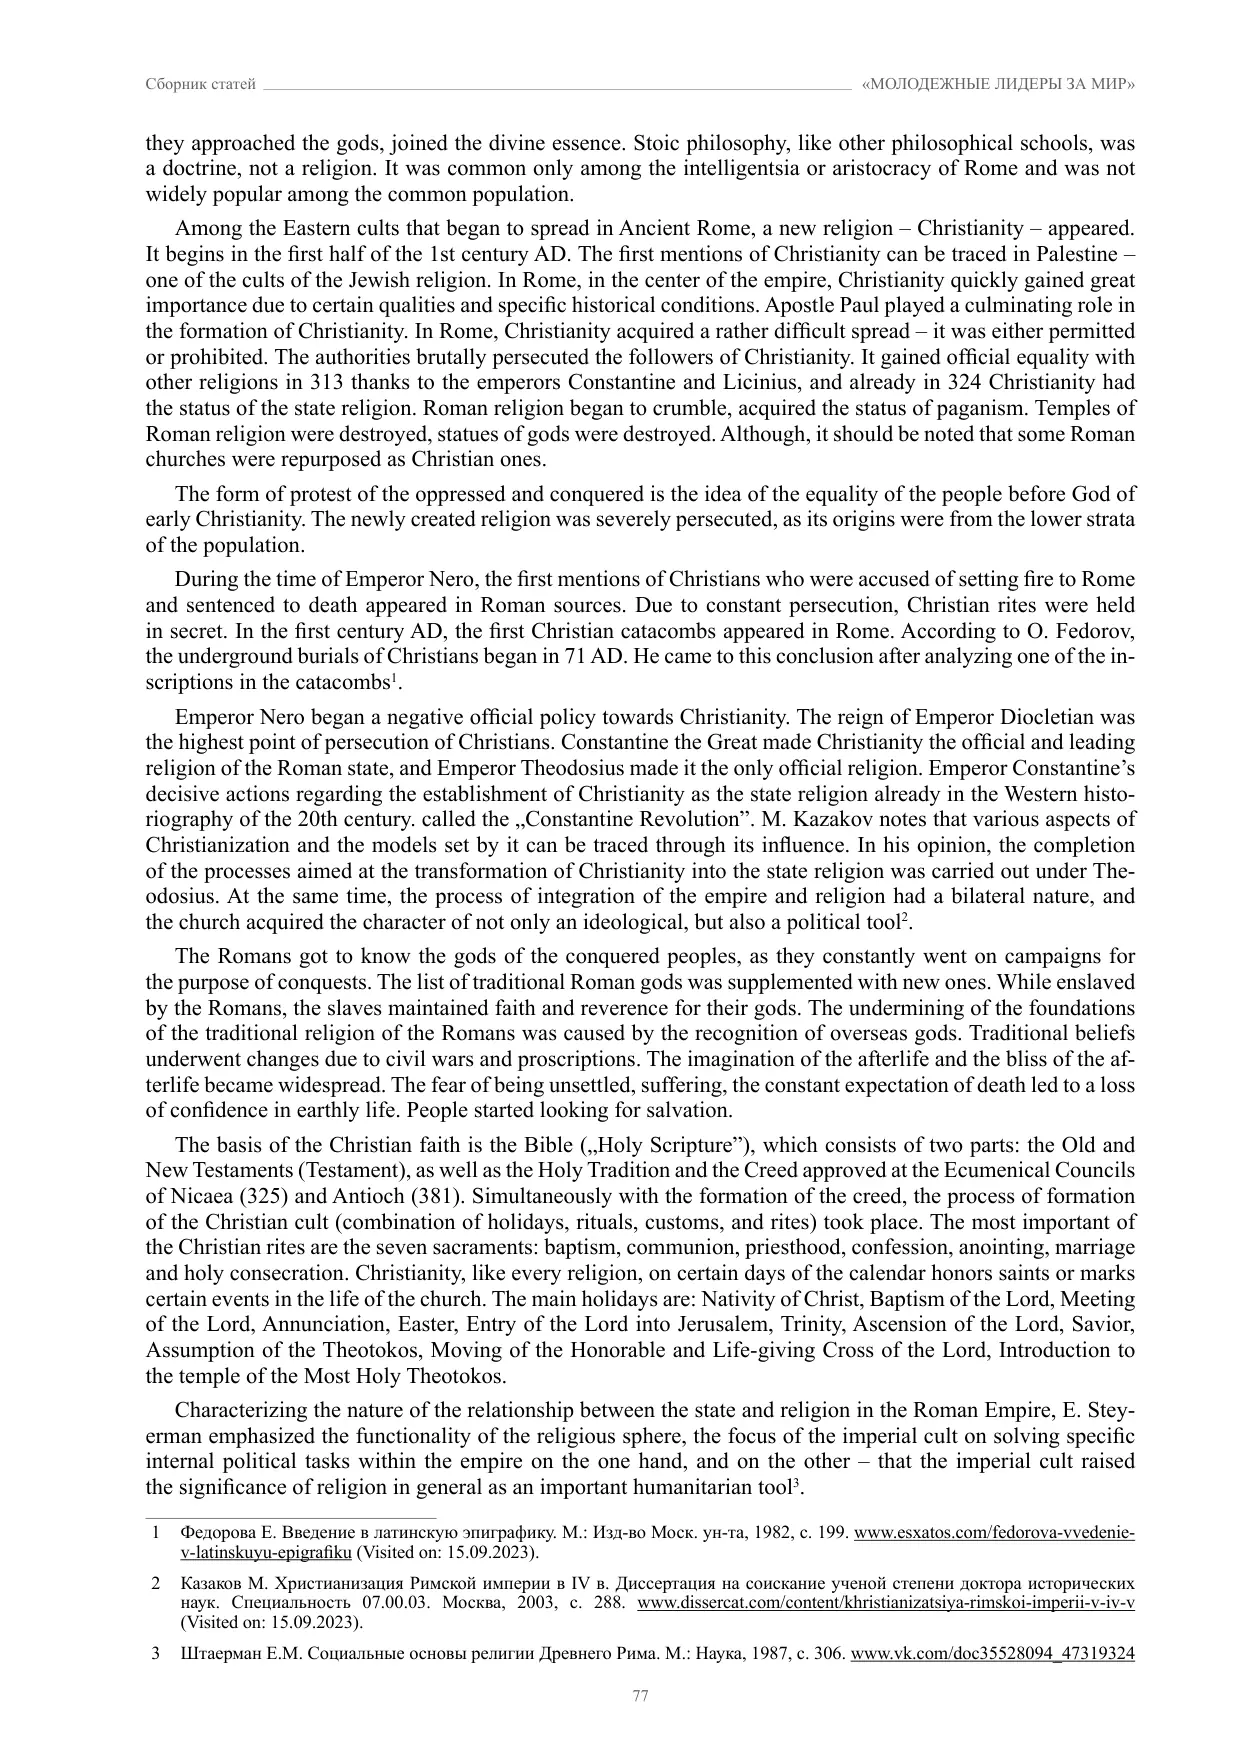 Сборник статей «МОЛОДЕЖНЫЕ ЛИДЕРЫ ЗА МИР»
they approached the gods, joined the divine essence. Stoic philosophy, like other philosophical schools, was
a doctrine, not a religion. It was common only among the intelligentsia or aristocracy of Rome and was not
widely popular among the common population.
Among the Eastern cults that began to spread in Ancient Rome, a new religion – Christianity – appeared.
It begins in the first half of the 1st century AD. The first mentions of Christianity can be traced in Palestine –
one of the cults of the Jewish religion. In Rome, in the center of the empire, Christianity quickly gained great
importance due to certain qualities and specific historical conditions. Apostle Paul played a culminating role in
the formation of Christianity. In Rome, Christianity acquired a rather difficult spread – it was either permitted
or prohibited. The authorities brutally persecuted the followers of Christianity. It gained official equality with
other religions in 313 thanks to the emperors Constantine and Licinius, and already in 324 Christianity had
the status of the state religion. Roman religion began to crumble, acquired the status of paganism. Temples of
Roman religion were destroyed, statues of gods were destroyed. Although, it should be noted that some Roman
churches were repurposed as Christian ones.
The form of protest of the oppressed and conquered is the idea of the equality of the people before God of
early Christianity. The newly created religion was severely persecuted, as its origins were from the lower strata
of the population.
During the time of Emperor Nero, the first mentions of Christians who were accused of setting fire to Rome
and sentenced to death appeared in Roman sources. Due to constant persecution, Christian rites were held
in secret. In the first century AD, the first Christian catacombs appeared in Rome. According to O. Fedorov,
the underground burials of Christians began in 71 AD. He came to this conclusion after analyzing one of the in-
scriptions in the catacombs1.
Emperor Nero began a negative official policy towards Christianity. The reign of Emperor Diocletian was
the highest point of persecution of Christians. Constantine the Great made Christianity the official and leading
religion of the Roman state, and Emperor Theodosius made it the only official religion. Emperor Constantine’s
decisive actions regarding the establishment of Christianity as the state religion already in the Western histo-
riography of the 20th century. called the „Constantine Revolution”. M. Kazakov notes that various aspects of
Christianization and the models set by it can be traced through its influence. In his opinion, the completion
of the processes aimed at the transformation of Christianity into the state religion was carried out under The-
odosius. At the same time, the process of integration of the empire and religion had a bilateral nature, and
the church acquired the character of not only an ideological, but also a political tool2.
The Romans got to know the gods of the conquered peoples, as they constantly went on campaigns for
the purpose of conquests. The list of traditional Roman gods was supplemented with new ones. While enslaved
by the Romans, the slaves maintained faith and reverence for their gods. The undermining of the foundations
of the traditional religion of the Romans was caused by the recognition of overseas gods. Traditional beliefs
underwent changes due to civil wars and proscriptions. The imagination of the afterlife and the bliss of the af-
terlife became widespread. The fear of being unsettled, suffering, the constant expectation of death led to a loss
of confidence in earthly life. People started looking for salvation.
The basis of the Christian faith is the Bible („Holy Scripture”), which consists of two parts: the Old and
New Testaments (Testament), as well as the Holy Tradition and the Creed approved at the Ecumenical Councils
of Nicaea (325) and Antioch (381). Simultaneously with the formation of the creed, the process of formation
of the Christian cult (combination of holidays, rituals, customs, and rites) took place. The most important of
the Christian rites are the seven sacraments: baptism, communion, priesthood, confession, anointing, marriage
and holy consecration. Christianity, like every religion, on certain days of the calendar honors saints or marks
certain events in the life of the church. The main holidays are: Nativity of Christ, Baptism of the Lord, Meeting
of the Lord, Annunciation, Easter, Entry of the Lord into Jerusalem, Trinity, Ascension of the Lord, Savior,
Assumption of the Theotokos, Moving of the Honorable and Life-giving Cross of the Lord, Introduction to
the temple of the Most Holy Theotokos.
Characterizing the nature of the relationship between the state and religion in the Roman Empire, E. Stey-
erman emphasized the functionality of the religious sphere, the focus of the imperial cult on solving specific
internal political tasks within the empire on the one hand, and on the other – that the imperial cult raised
the significance of religion in general as an important humanitarian tool3.
1 Федорова Е. Введение в латинскую эпиграфику. М.: Изд-во Моск. ун-та, 1982, с. 199. www.esxatos.com/fedorova-vvedenie-
v-latinskuyu-epigrafiku (Visited on: 15.09.2023).
2 Казаков М. Христианизация Римской империи в IV в. Диссертация на соискание ученой степени доктора исторических
наук. Специальность 07.00.03. Москва, 2003, с. 288. www.dissercat.com/content/khristianizatsiya-rimskoi-imperii-v-iv-v
(Visited on: 15.09.2023).
3 Штаерман Е.М. Социальные основы религии Древнего Рима. М.: Наука, 1987, с. 306. www.vk.com/doc35528094_47319324
77